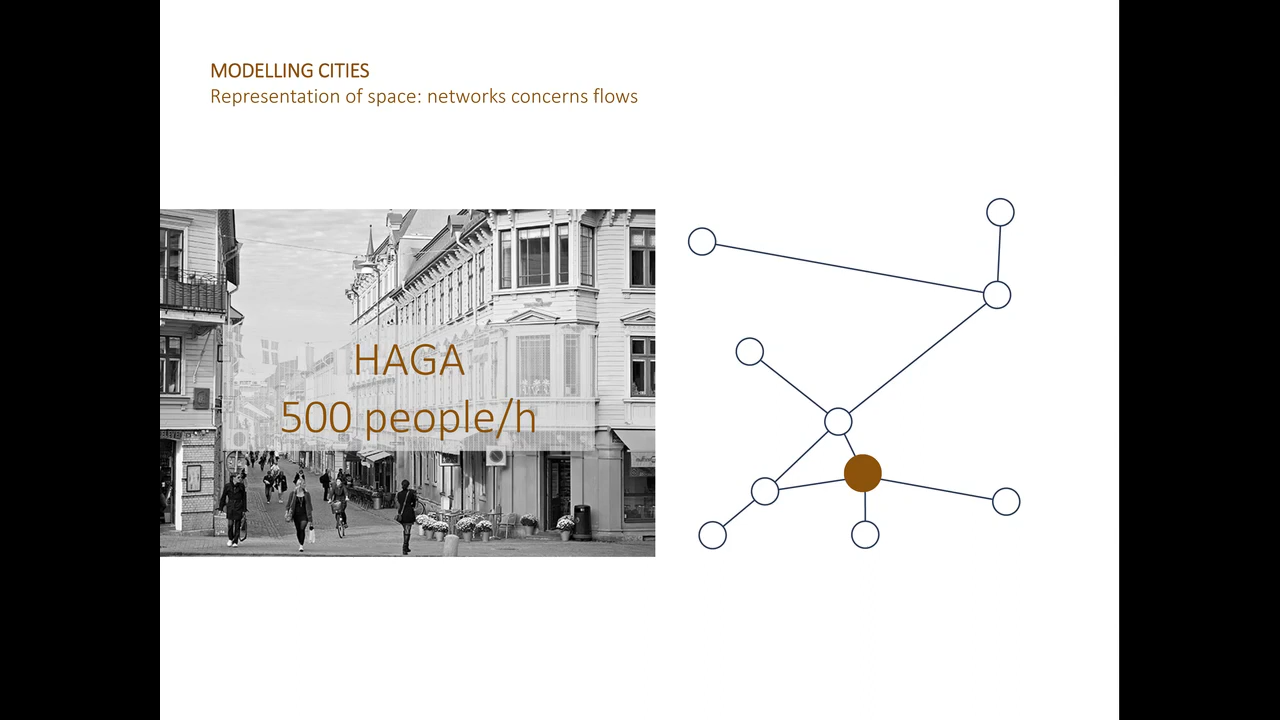 MODELLING CITIES
Representation of space: networks concerns flows
HAGA
500 people/h